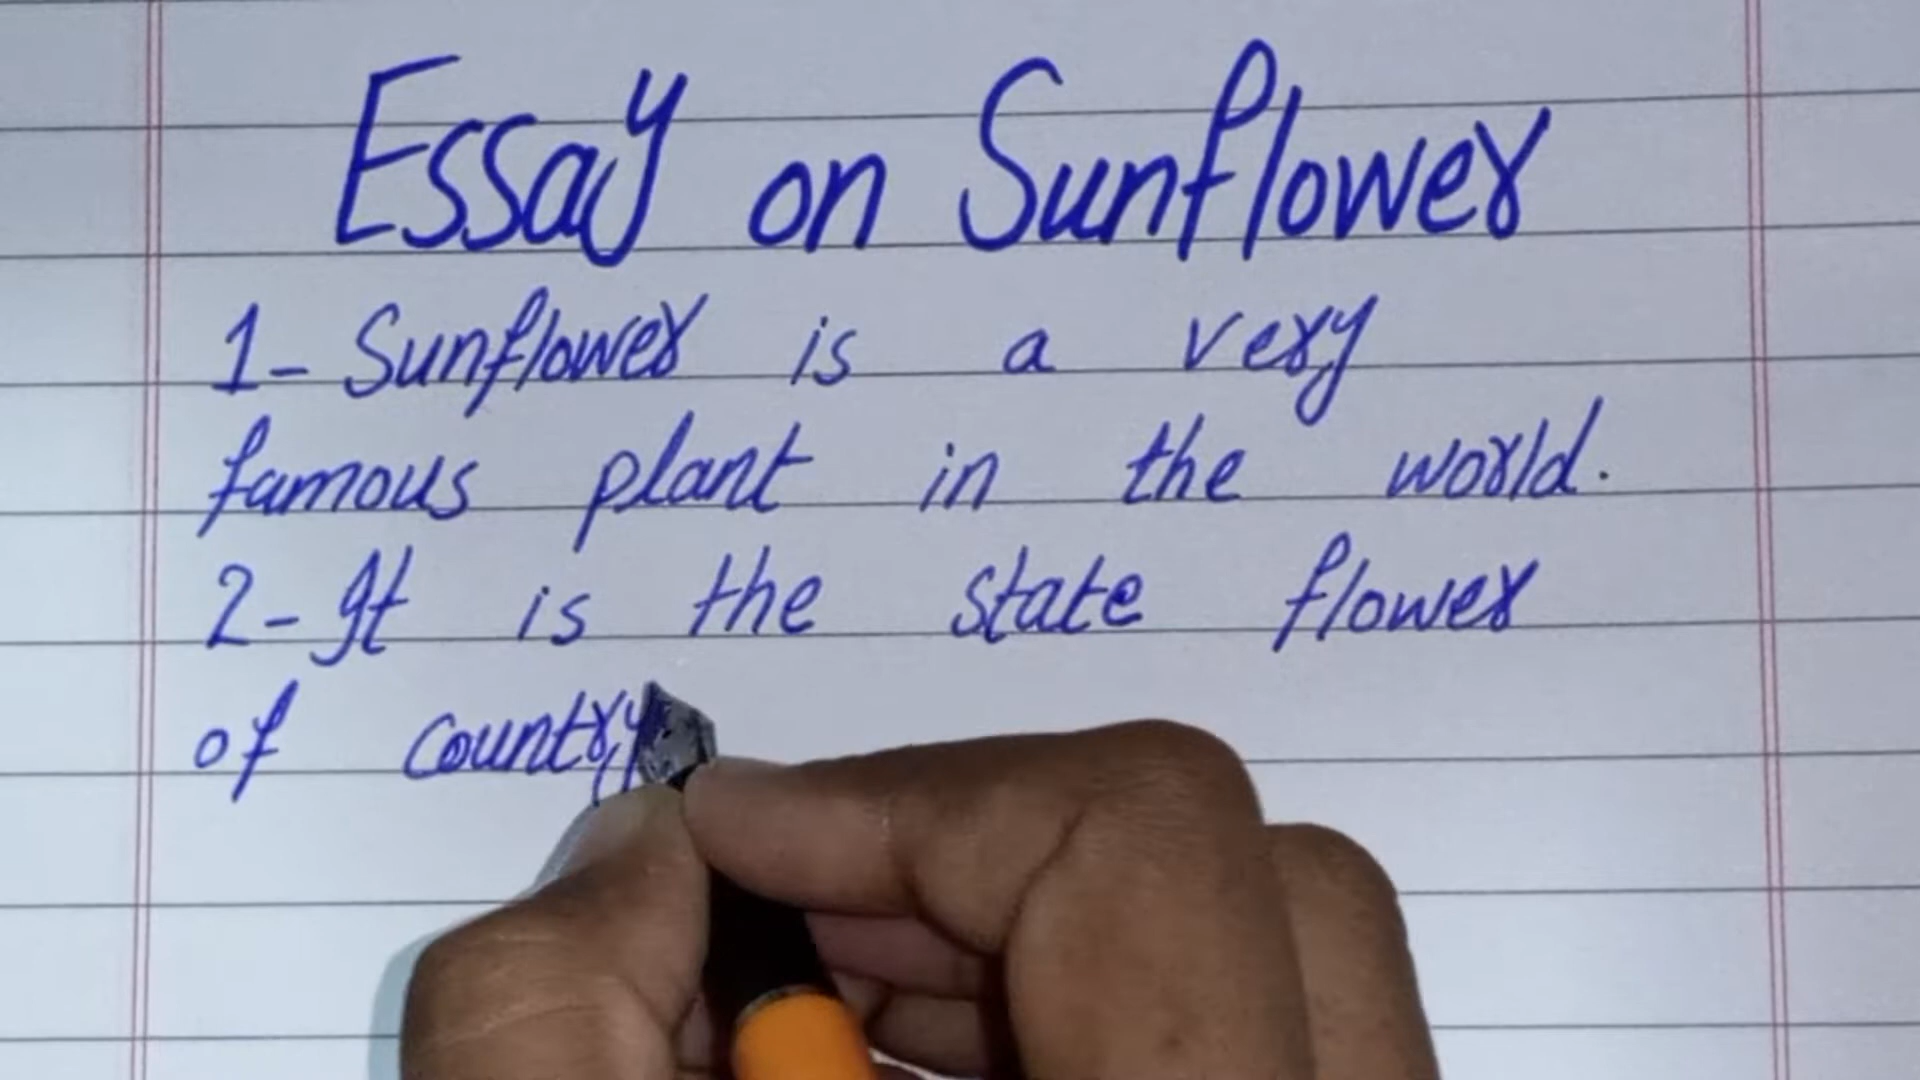 Essay on Sunflower
1- Sunflower is a very
famous plant in the world.
2- It is the state flower
of country